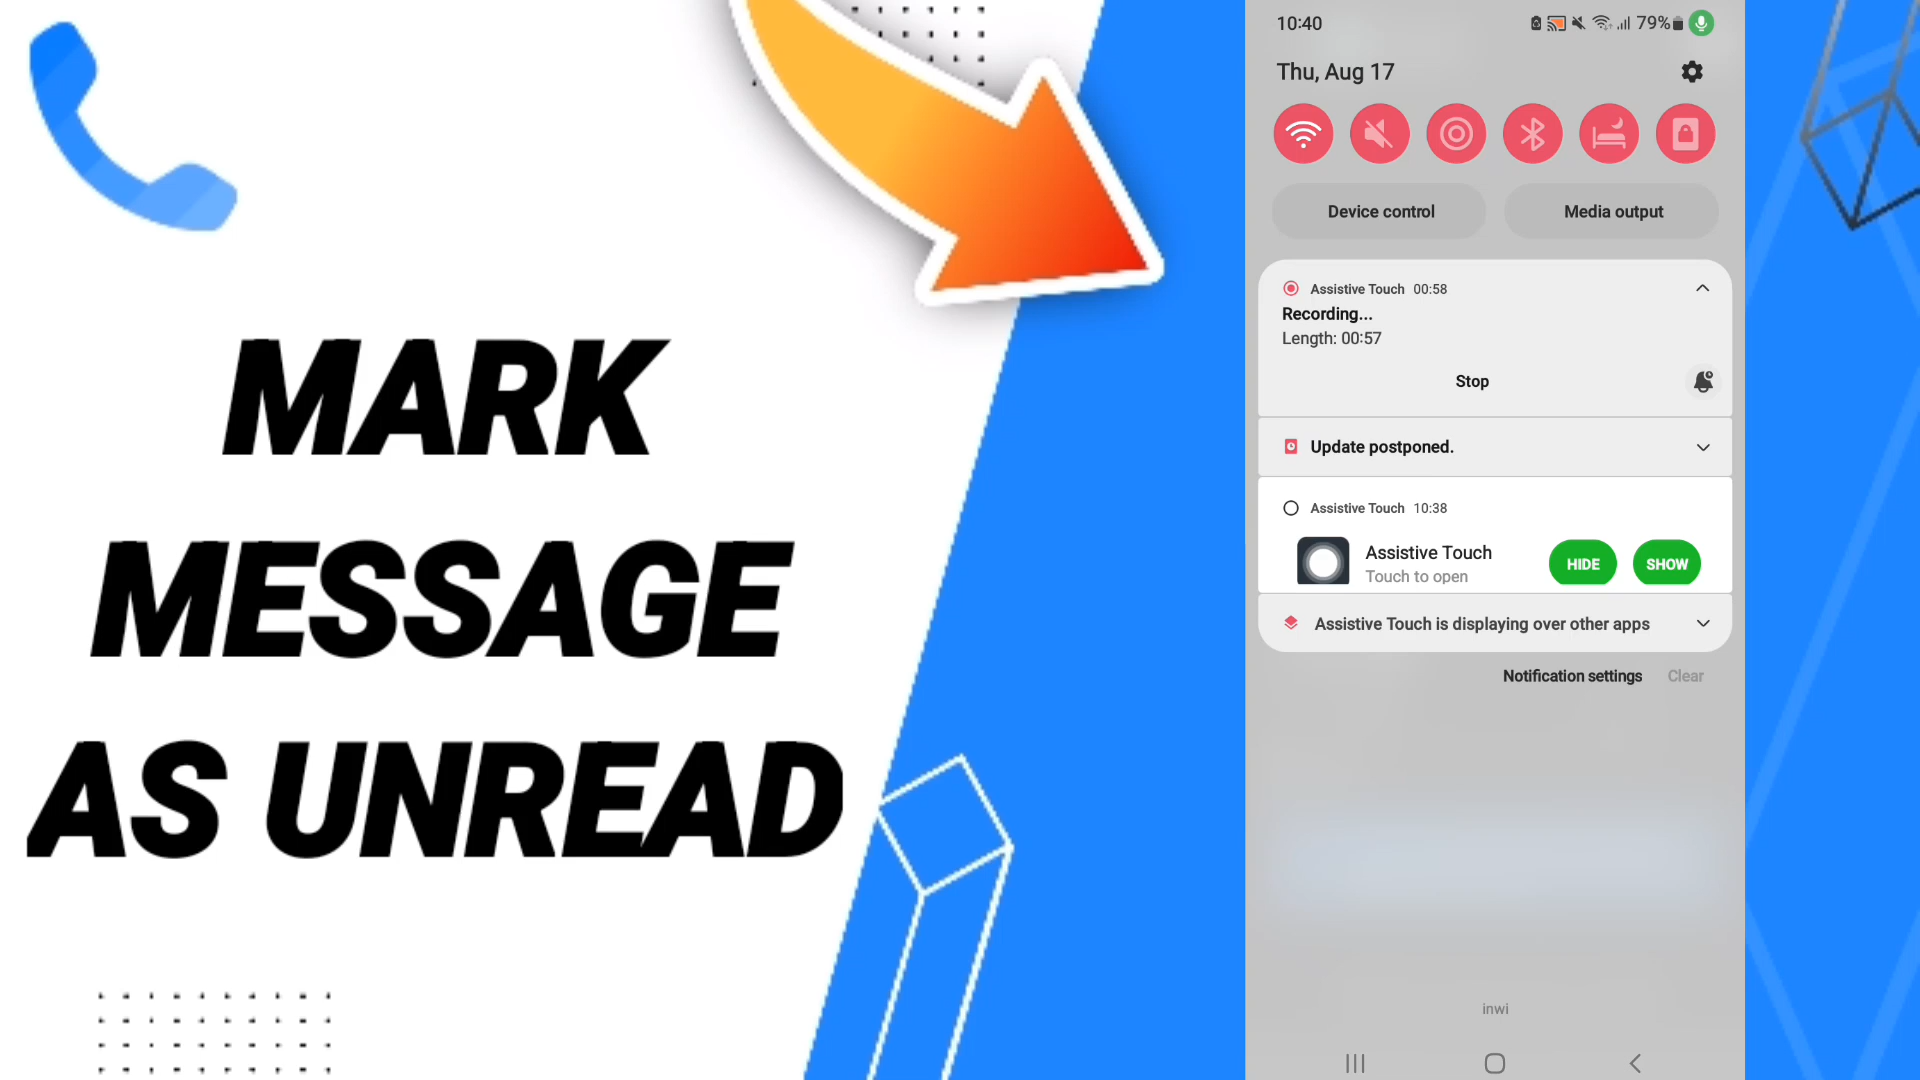 MARK
MESSAGE
AS UNREAD
10:40
79%
Thu, Aug 17
Device control
Media output
Assistive Touch 00:58
Recording...
Length: 00:57
Stop
Update postponed.
Assistive Touch 10:38
Assistive Touch
Touch to open
HIDE
SHOW
Assistive Touch is displaying over other apps
Notification settings
Clear
inwi